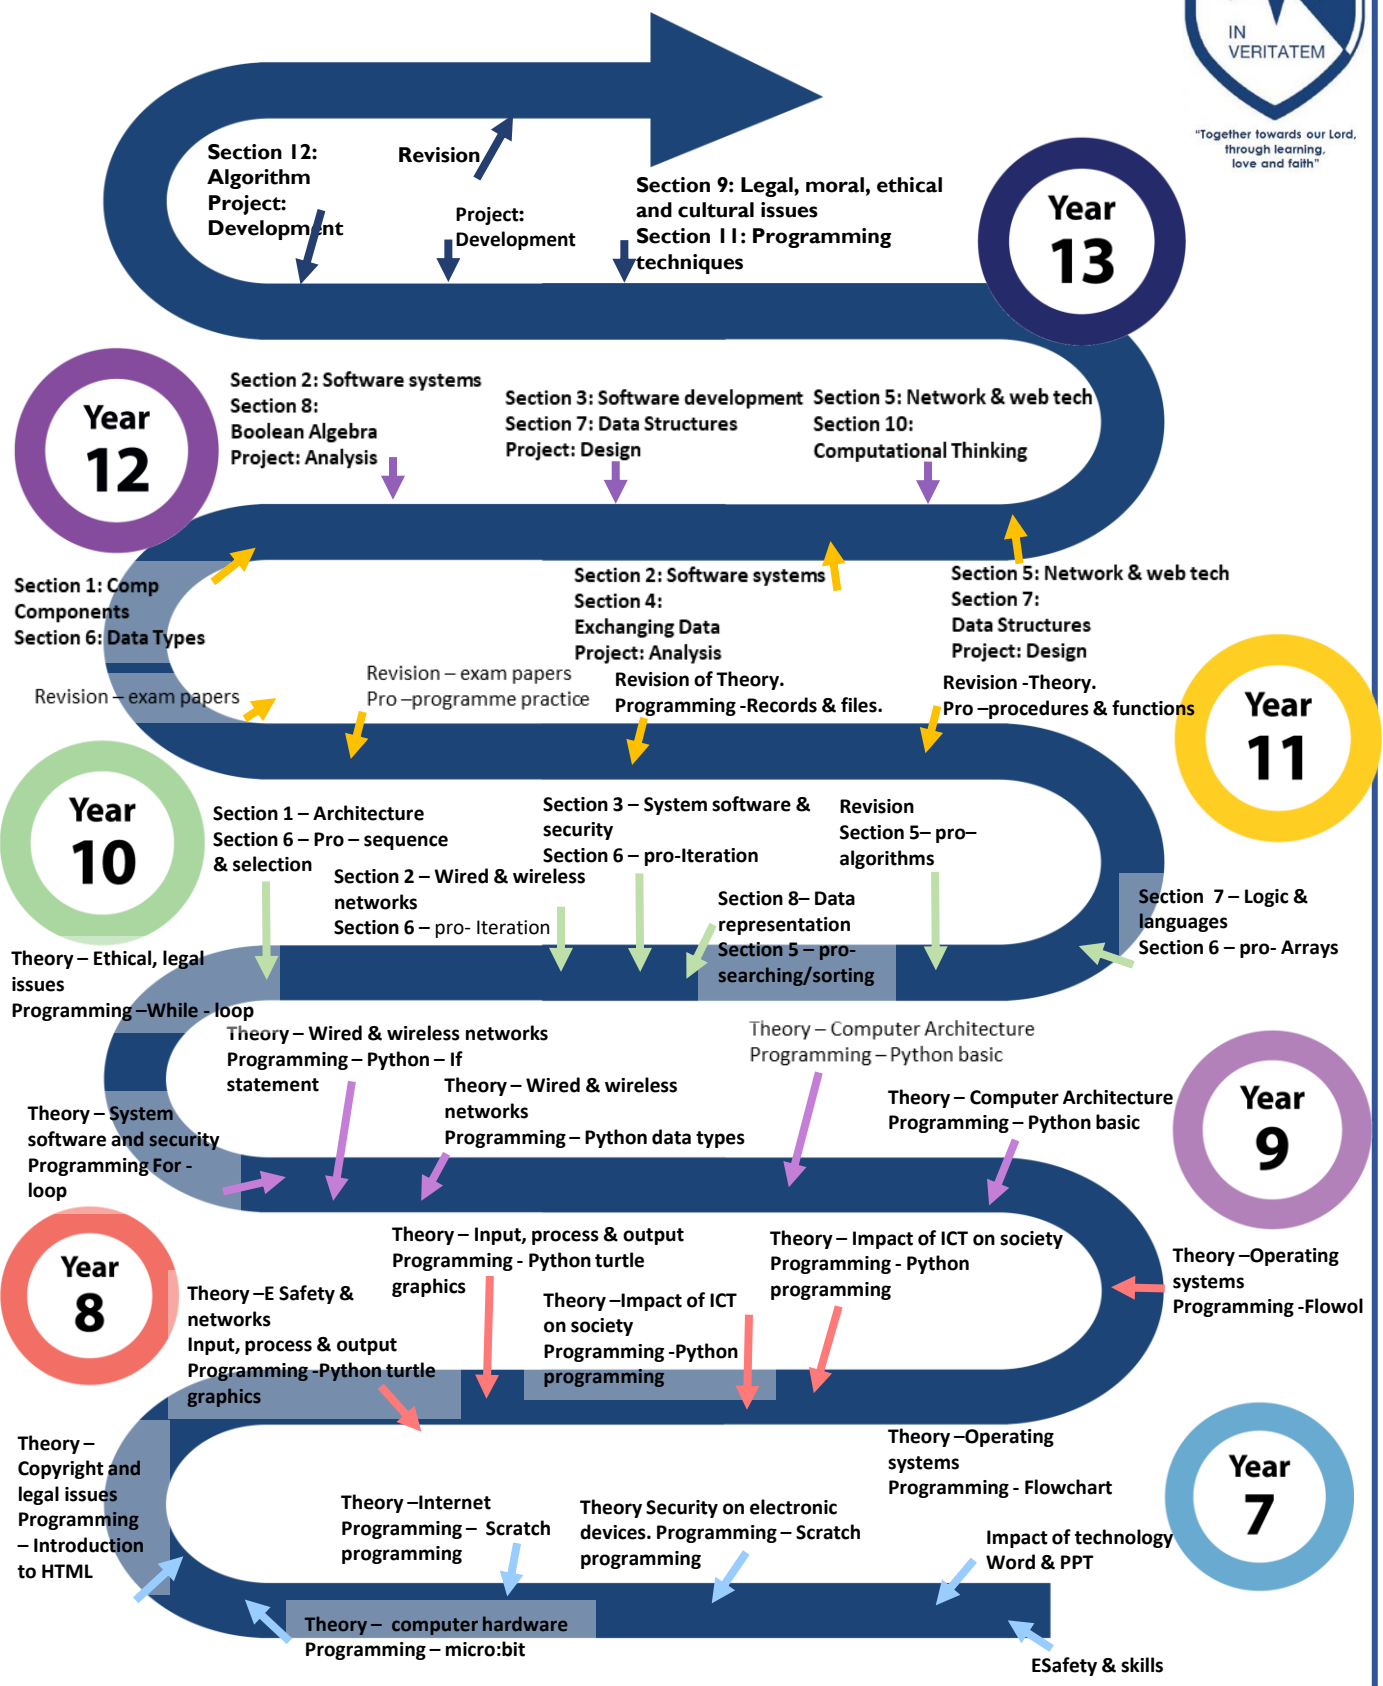 IN
VERITATEM
"Together towards our Lord,
through learning,
love and faith"
Section 12:
Algorithm
Project:
Development
Revision
Project:
Development
Section 9: Legal, moral, ethical
and cultural issues
Section 11: Programming
techniques
Year
13
Year
12
Section 2: Software systems
Section 8:
Boolean Algebra
Project: Analysis
Section 3: Software development
Section 7: Data Structures
Project: Design
Section 5: Network & web tech
Section 10:
Computational Thinking
Section 1: Comp
Components
Section 6: Data Types
Section 2: Software systems
Section 4:
Exchanging Data
Project: Analysis
Section 5: Network & web tech
Section 7:
Data Structures
Project: Design
Revision – exam papers
Revision – exam papers
Pro –programme practice
Revision of Theory.
Programming -Records & files.
Revision -Theory.
Pro –procedures & functions
Year
11
Year
10
Section 1 – Architecture
Section 6 – Pro – sequence
& selection
Section 2 – Wired & wireless
networks
Section 6 – pro- Iteration
Section 3 – System software &
security
Section 6 – pro-Iteration
Section 8– Data
representation
Section 5 – pro-
searching/sorting
Revision
Section 5– pro–
algorithms
Section  7 – Logic &
languages
Section 6 – pro- Arrays
Theory – Ethical, legal
issues
Programming –While - loop
Theory – Wired & wireless networks
Programming – Python – If
statement
Theory – Wired & wireless
networks
Programming – Python data types
Theory – Computer Architecture
Programming – Python basic
Theory – Computer Architecture
Programming – Python basic
Year
9
Theory – System
software and security
Programming For -
loop
Year
8
Theory –E Safety &
networks
Input, process & output
Programming -Python turtle
graphics
Theory – Input, process & output
Programming - Python turtle
graphics
Theory –Impact of ICT
on society
Programming -Python
programming
Theory – Impact of ICT on society
Programming - Python
programming
Theory –Operating
systems
Programming -Flowol
Theory –
Copyright and
legal issues
Programming
– Introduction
to HTML
Theory –Internet
Programming –  Scratch
programming
Theory Security on electronic
devices. Programming – Scratch
programming
Theory –Operating
systems
Programming - Flowchart
Impact of technology
Word & PPT
Year
7
Theory –  computer hardware
Programming – micro:bit
ESafety & skills